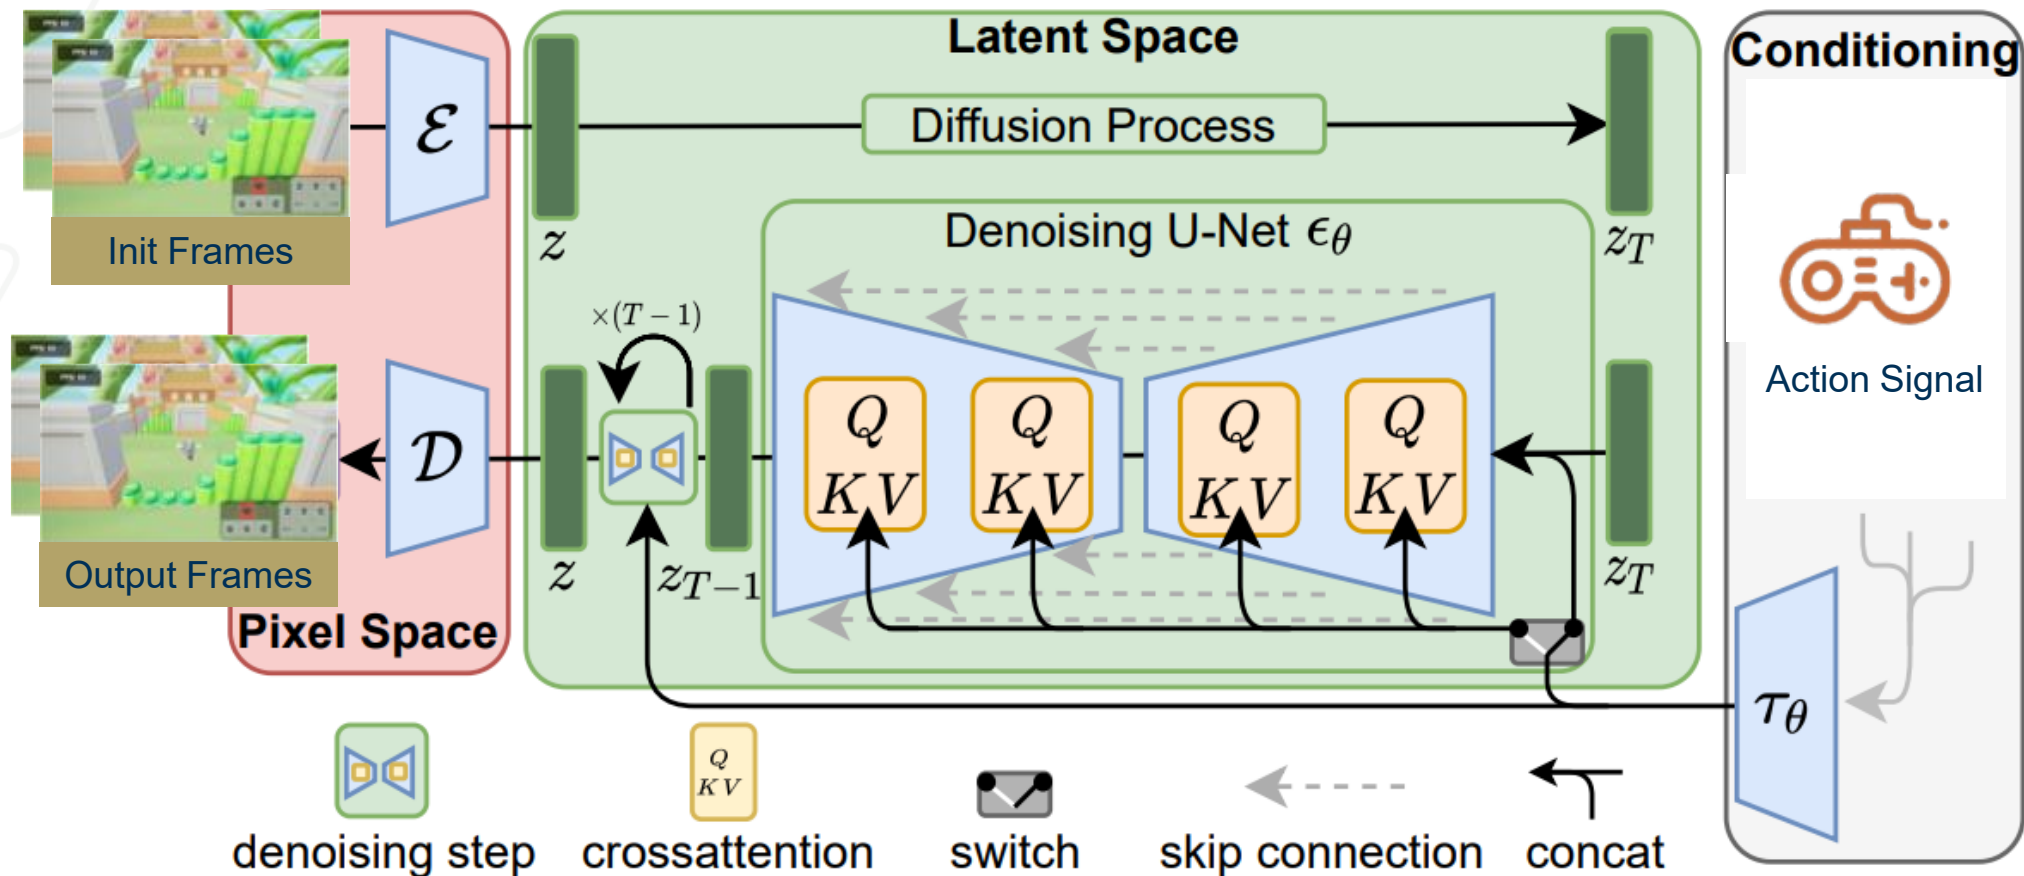 Latent Space
Conditioning
Pixel Space
Init Frames
Output Frames
ℰ
𝒟
z
Diffusion Process
z_T
Denoising U-Net ϵ_θ
×(T − 1)
z
z_{T−1}
Q
KV
Q
KV
Q
KV
Q
KV
z_T
Action Signal
τ_θ
Q
KV
denoising step
crossattention
switch
skip connection
concat